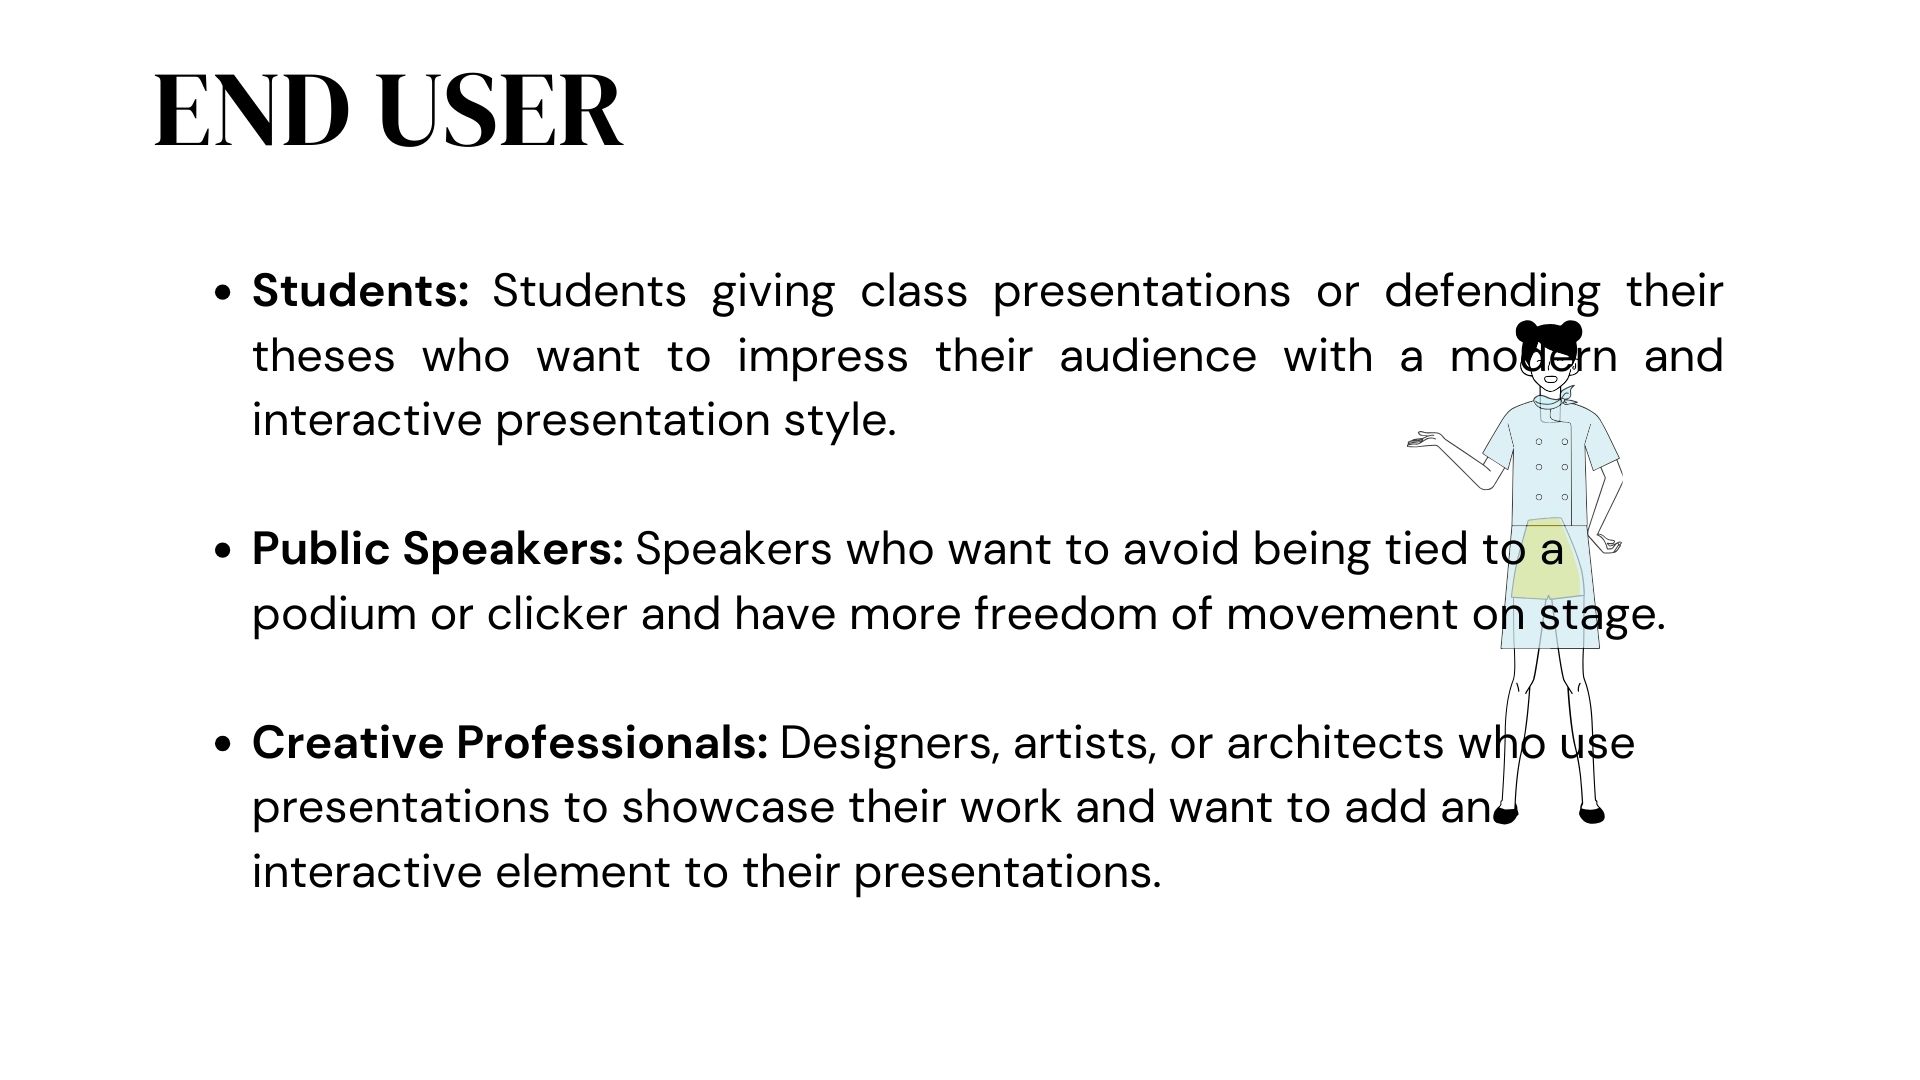 END USER
• Students: Students giving class presentations or defending their
theses who want to impress their audience with a modern and
interactive presentation style.
• Public Speakers: Speakers who want to avoid being tied to a
podium or clicker and have more freedom of movement on stage.
• Creative Professionals: Designers, artists, or architects who use
presentations to showcase their work and want to add an
interactive element to their presentations.